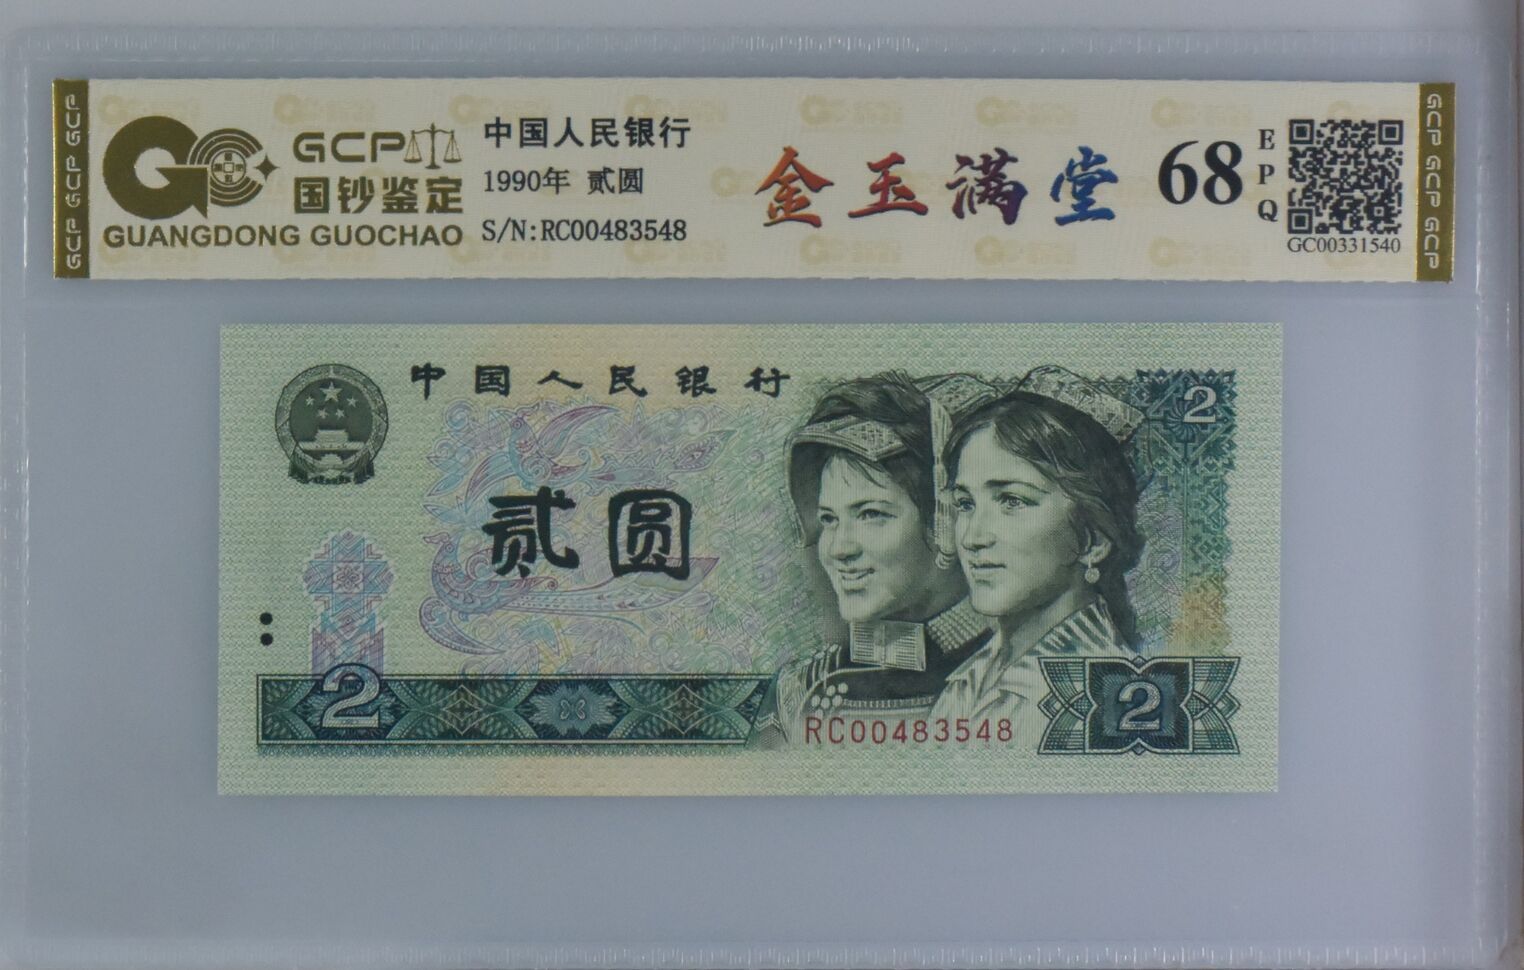 GCP GCP GCP
GCP
国钞鉴定
GUANGDONG GUOCHAO
中国人民银行
1990年 贰圆
S/N:RC00483548
金玉满堂
68
EPQ
GC00331540
GCP GCP GCP
中国人民银行
贰圆
2
2
RC00483548
2